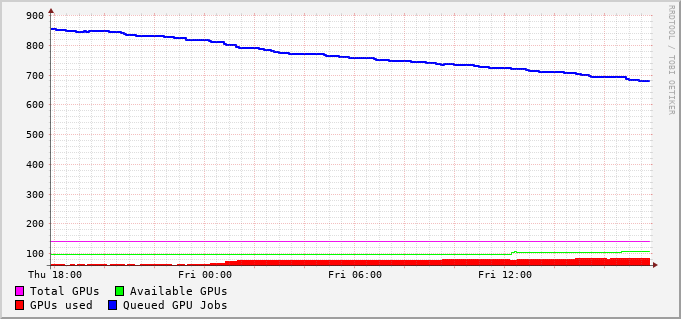 900
800
700
600
500
400
300
200
100
Thu 18:00 Fri 00:00 Fri 06:00 Fri 12:00
Total GPUs Available GPUs
GPUs used Queued GPU Jobs
RRDTOOL / TOBI OETIKER